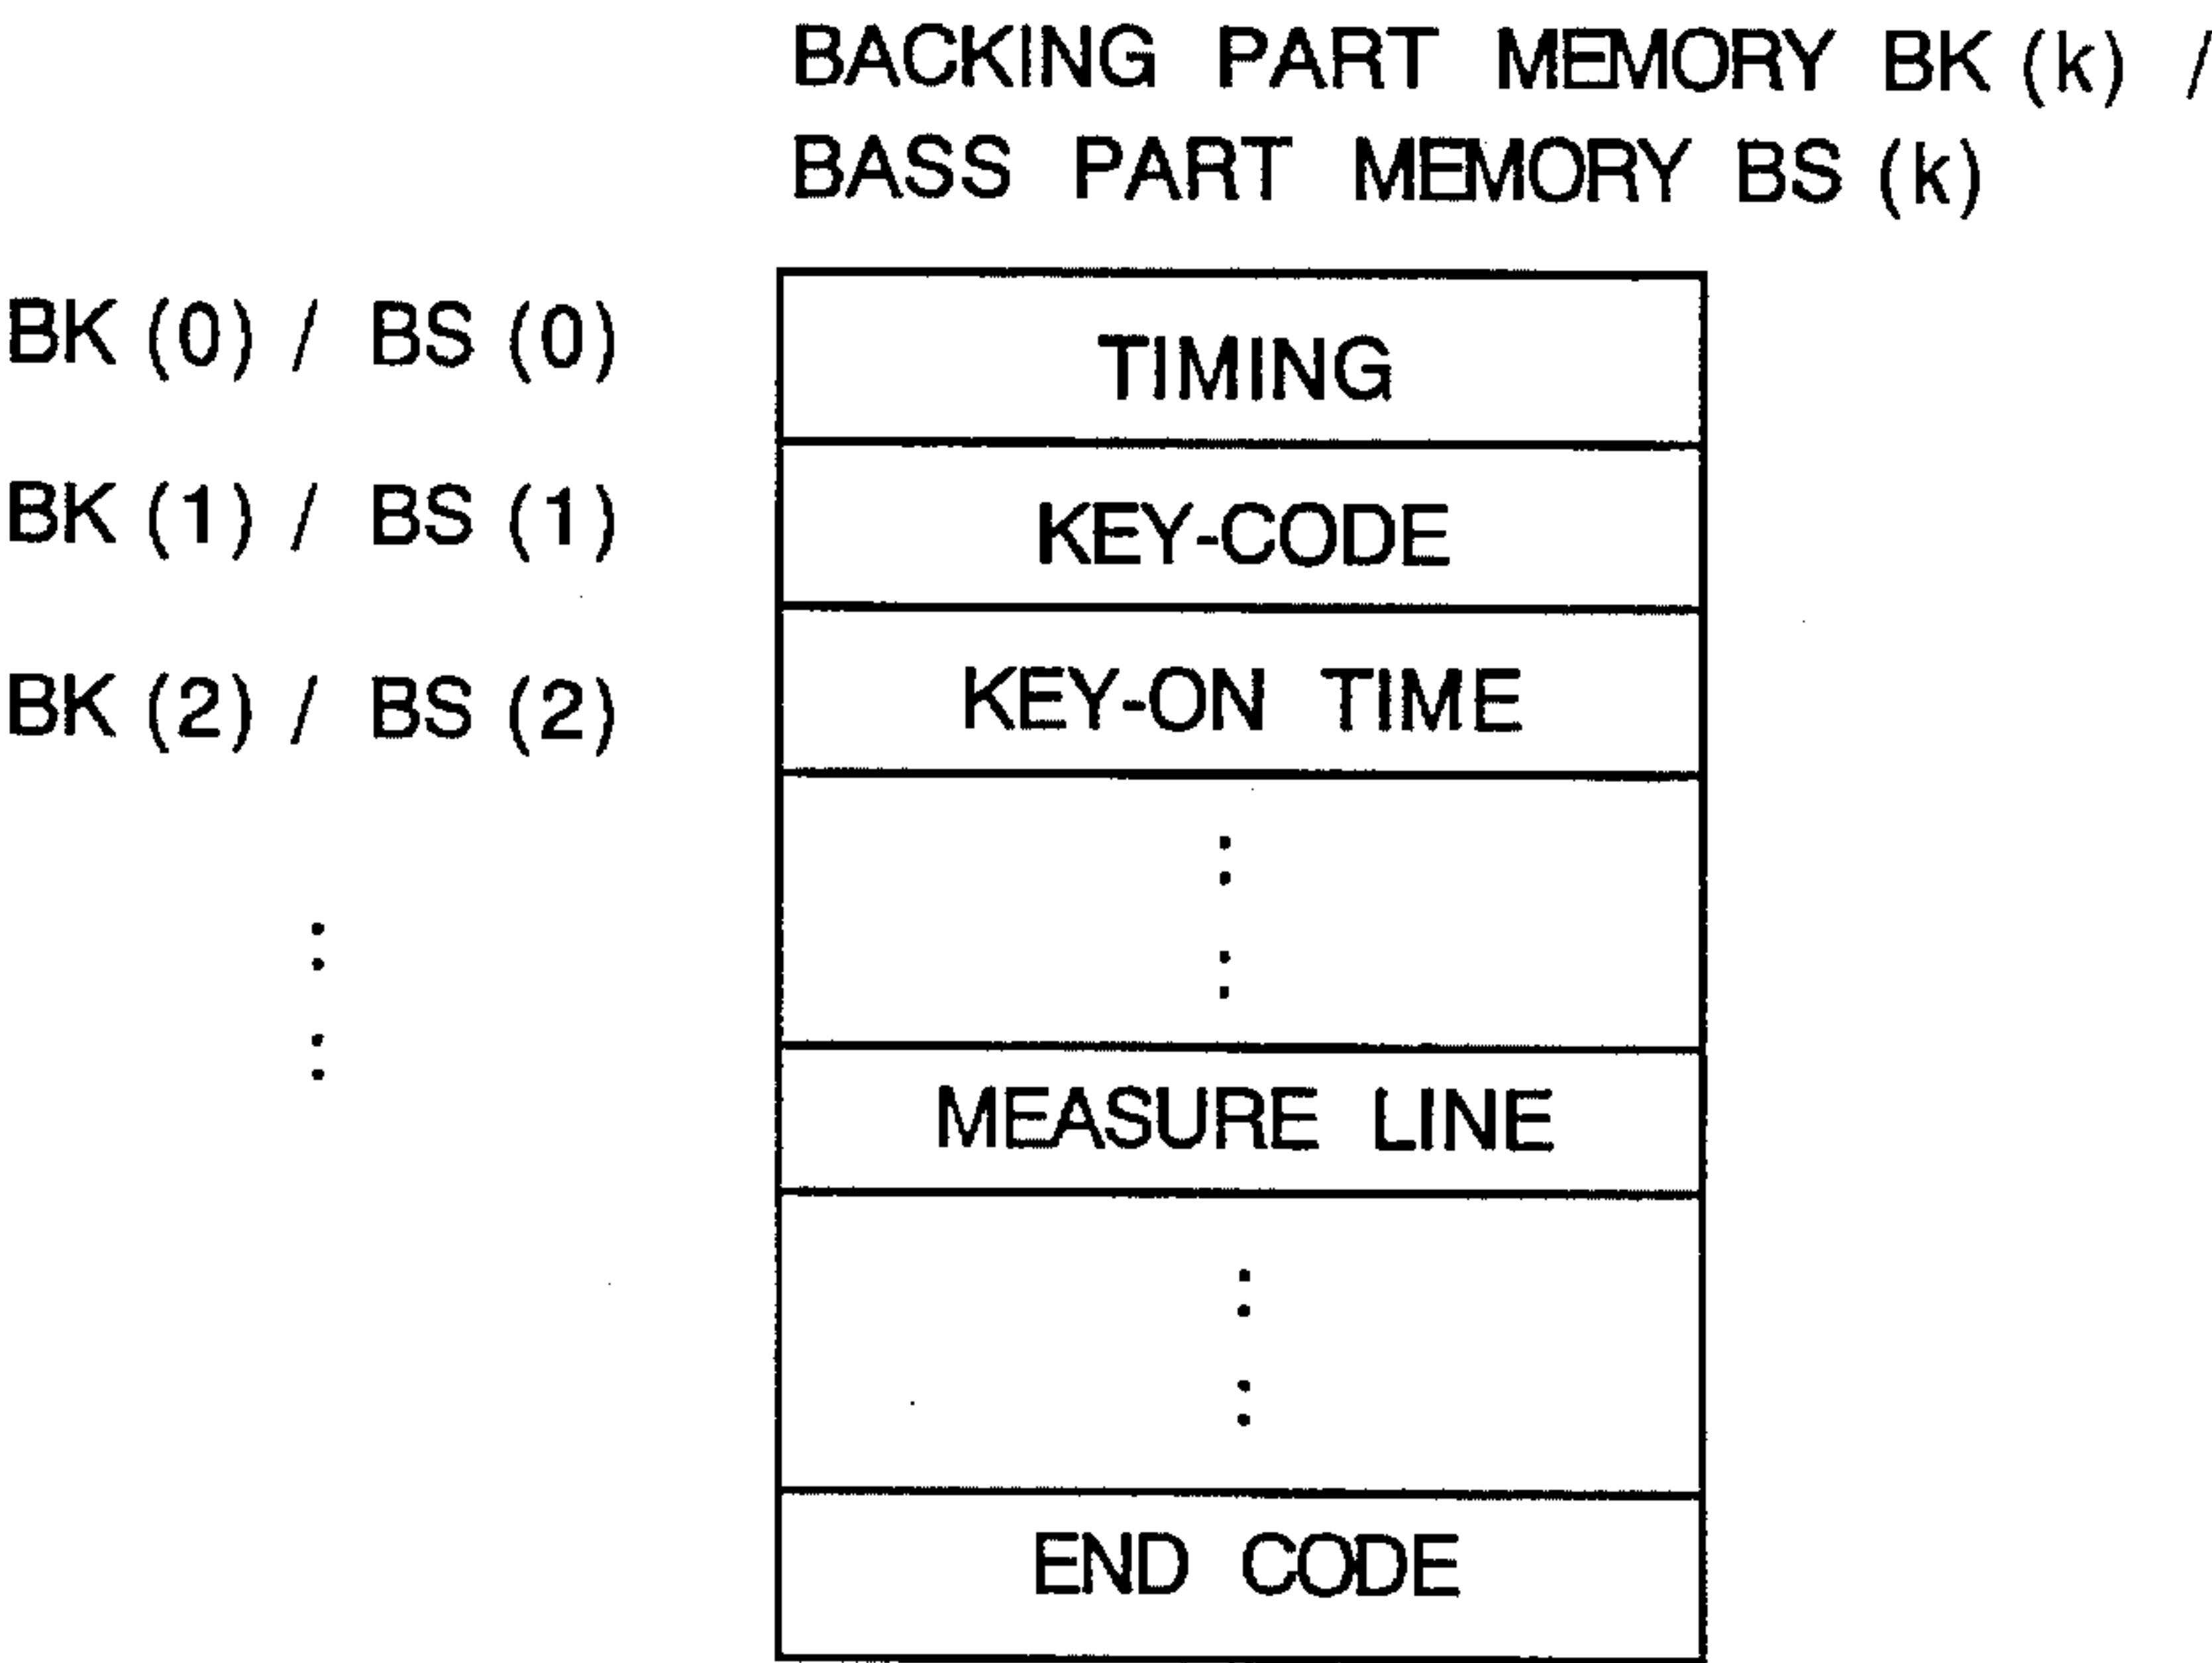 BACKING PART MEMORY BK (k) /
BASS PART MEMORY BS (k)
BK (0) / BS (0)
TIMING
BK (1) / BS (1)
KEY-CODE
BK (2) / BS (2)
KEY-ON TIME
MEASURE LINE
END CODE